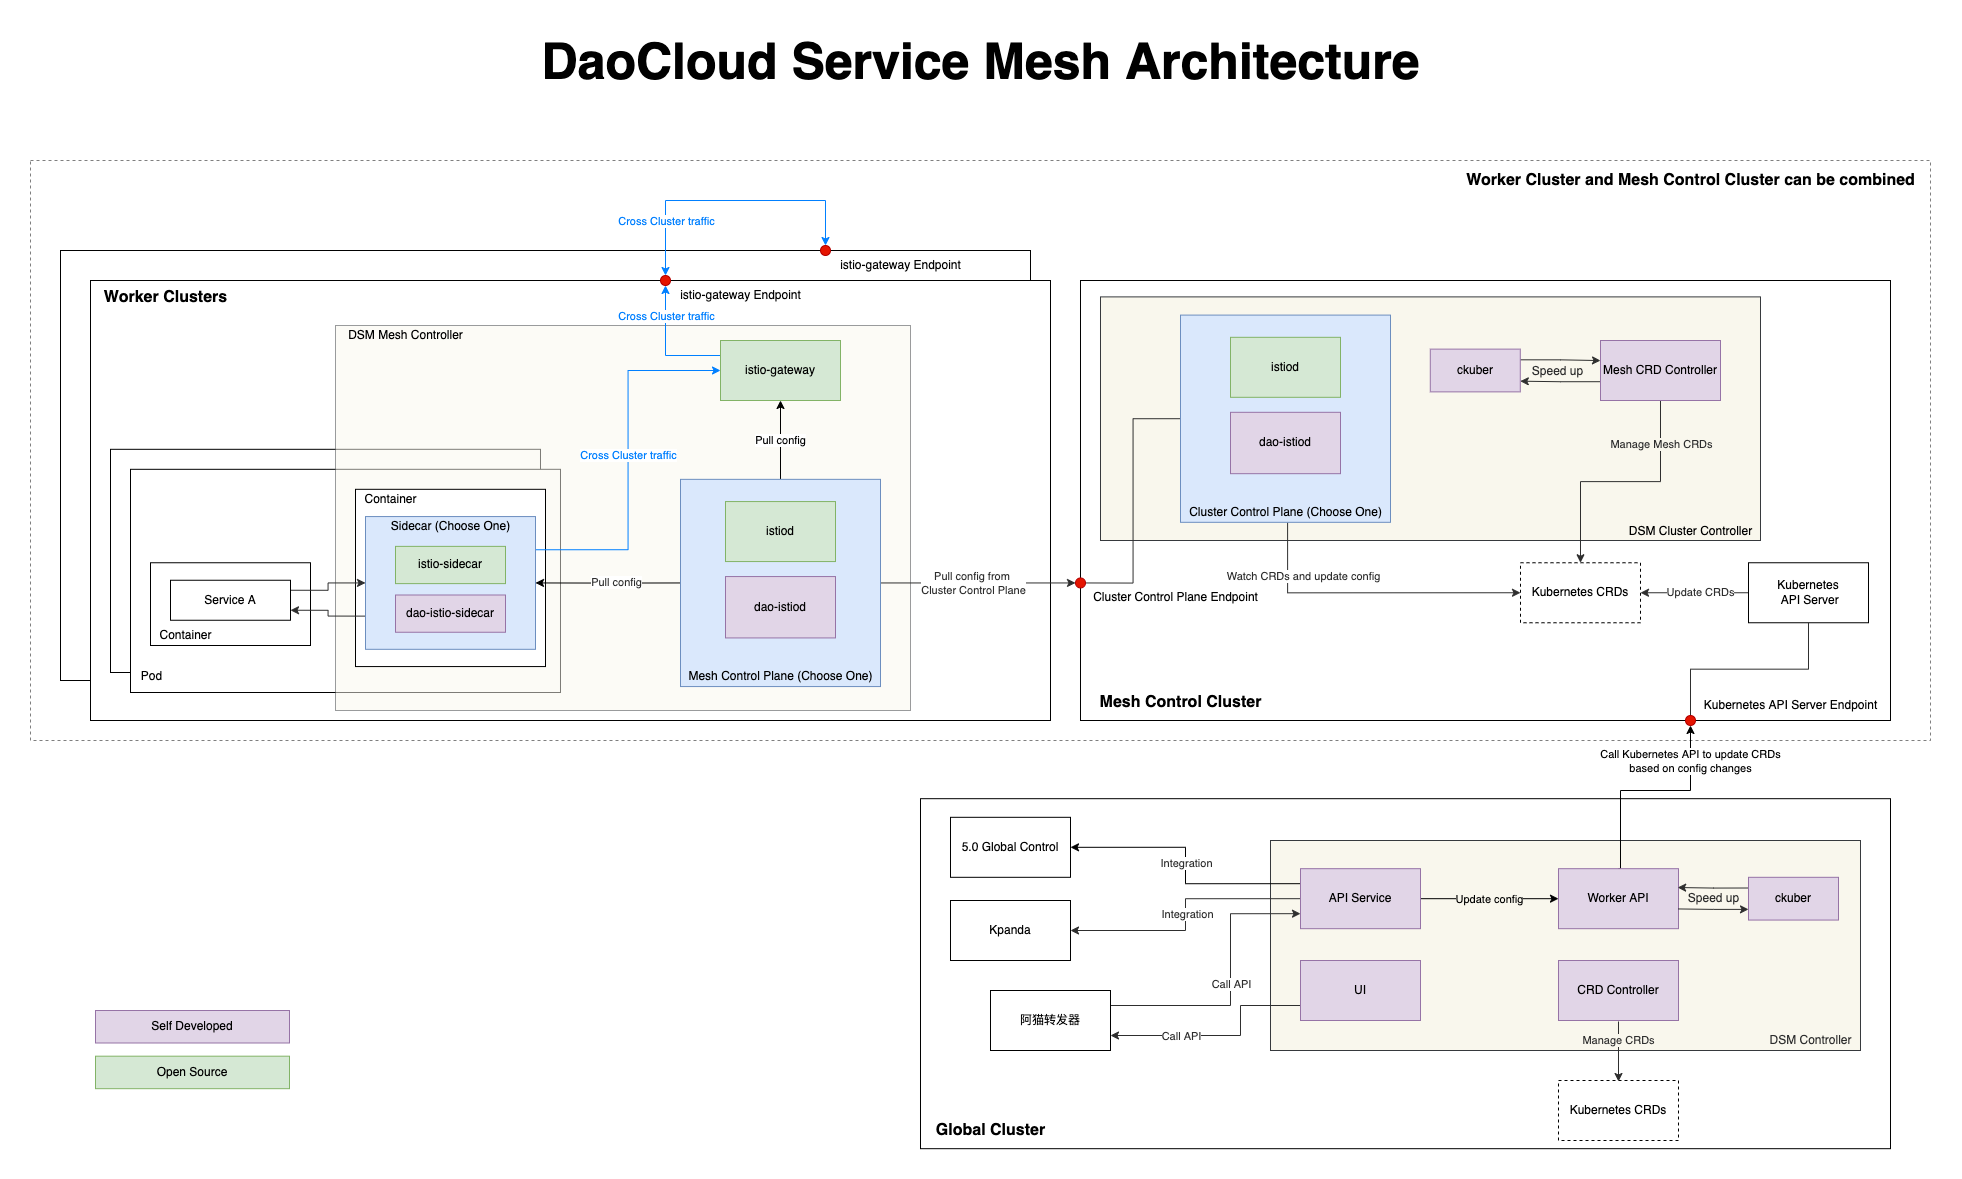 DaoCloud Service Mesh Architecture
Worker Cluster and Mesh Control Cluster can be combined
Cross Cluster traffic
istio-gateway Endpoint
Worker Clusters
istio-gateway Endpoint
Cross Cluster traffic
DSM Mesh Controller
istio-gateway
Pull config
Cross Cluster traffic
Container
Sidecar (Choose One)
istio-sidecar
dao-istio-sidecar
Service A
Container
Pod
Pull config
istiod
dao-istiod
Mesh Control Plane (Choose One)
Pull config from
Cluster Control Plane
Cluster Control Plane Endpoint
istiod
dao-istiod
Cluster Control Plane (Choose One)
ckuber
Speed up
Mesh CRD Controller
Manage Mesh CRDs
DSM Cluster Controller
Watch CRDs and update config
Kubernetes CRDs
Update CRDs
Kubernetes
API Server
Mesh Control Cluster
Kubernetes API Server Endpoint
Call Kubernetes API to update CRDs
based on config changes
5.0 Global Control
Integration
Kpanda
Integration
API Service
Update config
Worker API
Speed up
ckuber
Call API
UI
CRD Controller
阿猫转发器
Call API
Manage CRDs
DSM Controller
Kubernetes CRDs
Global Cluster
Self Developed
Open Source